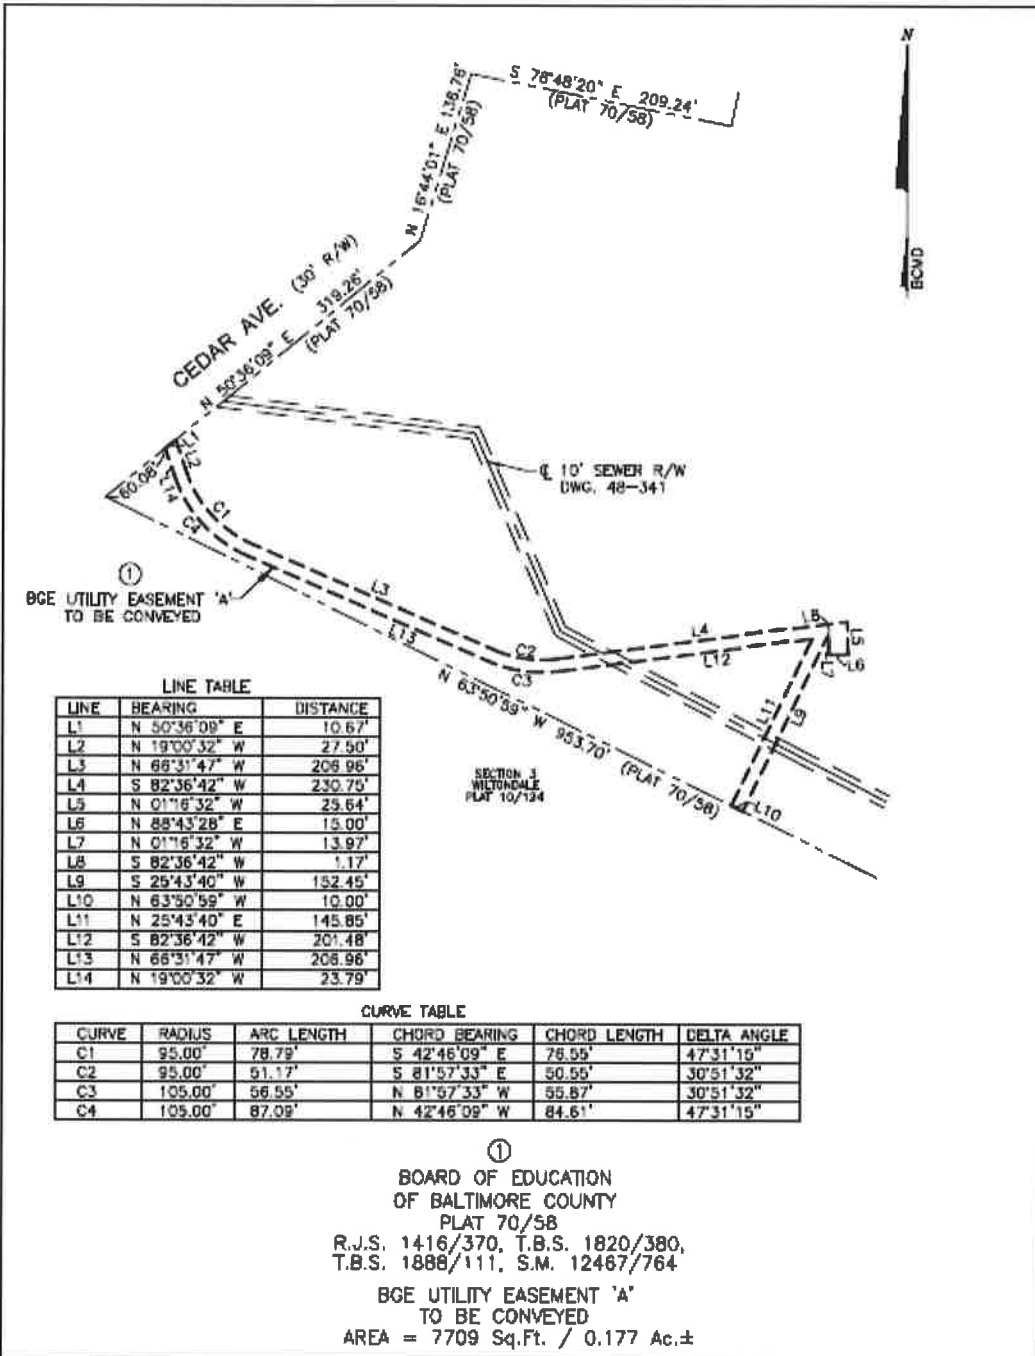 N
S 78°48'20" E 209.24'
(PLAT 70/58)
N 16°44'01" E 136.76'
(PLAT 70/58)
BCMD
CEDAR AVE. (30' R/W)
N 50°36'09" E 319.26'
(PLAT 70/58)
L1
60.08'
L2
L14
C1
C4
℄ 10' SEWER R/W
DWG. 48-341
①
BGE UTILITY EASEMENT 'A'
TO BE CONVEYED
L3
L13
C2
C3
L4
L12
L8
L5
L6
L7
L11
L9
L10
N 63°50'59" W 953.70' (PLAT 70/58)
SECTION 3
WILTONDALE
PLAT 10/124
LINE TABLE
LINE BEARING DISTANCE
L1 N 50°36'09" E 10.67'
L2 N 19°00'32" W 27.50'
L3 N 66°31'47" W 206.96'
L4 S 82°36'42" W 230.75'
L5 N 01°16'32" W 25.64'
L6 N 88°43'28" E 15.00'
L7 N 01°16'32" W 13.97'
L8 S 82°36'42" W 1.17'
L9 S 25°43'40" W 152.45'
L10 N 63°50'59" W 10.00'
L11 N 25°43'40" E 145.85'
L12 S 82°36'42" W 201.48'
L13 N 66°31'47" W 206.96'
L14 N 19°00'32" W 23.79'
CURVE TABLE
CURVE RADIUS ARC LENGTH CHORD BEARING CHORD LENGTH DELTA ANGLE
C1 95.00' 78.79' S 42°46'09" E 76.55' 47°31'15"
C2 95.00' 51.17' S 81°57'33" E 50.55' 30°51'32"
C3 105.00' 56.55' N 81°57'33" W 55.87' 30°51'32"
C4 105.00' 87.09' N 42°46'09" W 84.61' 47°31'15"
①
BOARD OF EDUCATION
OF BALTIMORE COUNTY
PLAT 70/58
R.J.S. 1416/370, T.B.S. 1820/380,
T.B.S. 1888/111, S.M. 12467/764
BGE UTILITY EASEMENT 'A'
TO BE CONVEYED
AREA = 7709 Sq.Ft. / 0.177 Ac.±